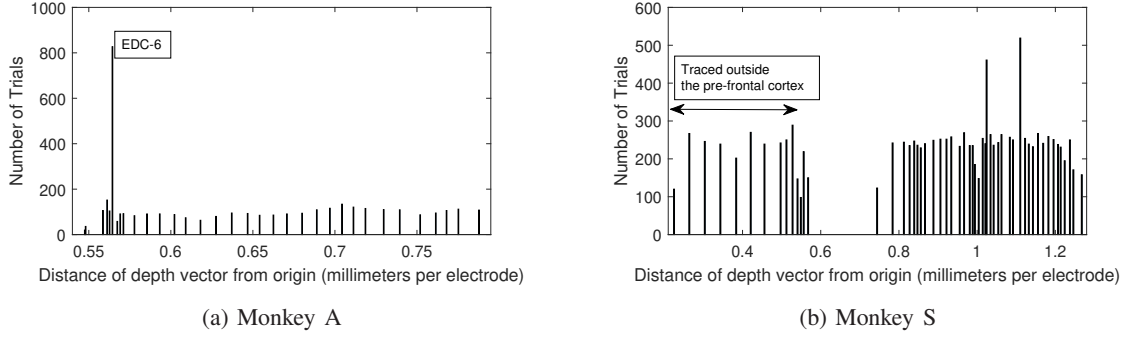 1000
800
600
400
200
0
Number of Trials
EDC-6
0.55
0.6
0.65
0.7
0.75
Distance of depth vector from origin (millimeters per electrode)
(a) Monkey A
600
500
400
300
200
100
0
Number of Trials
Traced outside
the pre-frontal cortex
0.4
0.6
0.8
1
1.2
Distance of depth vector from origin (millimeters per electrode)
(b) Monkey S